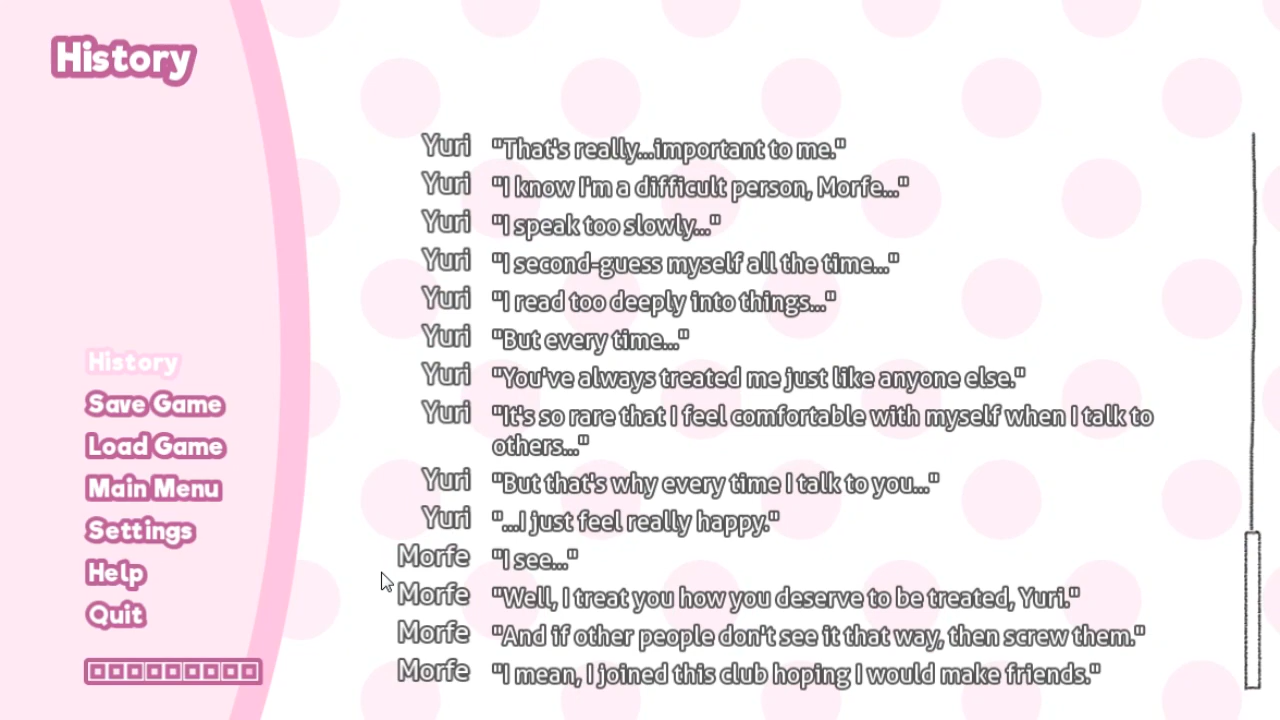 History
Yuri "That's really...important to me."
Yuri "I know I'm a difficult person, Morfe..."
Yuri "I speak too slowly..."
Yuri "I second-guess myself all the time..."
Yuri "I read too deeply into things..."
Yuri "But every time..."
Yuri "You've always treated me just like anyone else."
Yuri "It's so rare that I feel comfortable with myself when I talk to
others..."
Yuri "But that's why every time I talk to you..."
Yuri "...I just feel really happy."
Morfe "I see..."
Morfe "Well, I treat you how you deserve to be treated, Yuri."
Morfe "And if other people don't see it that way, then screw them."
Morfe "I mean, I joined this club hoping I would make friends."
History
Save Game
Load Game
Main Menu
Settings
Help
Quit